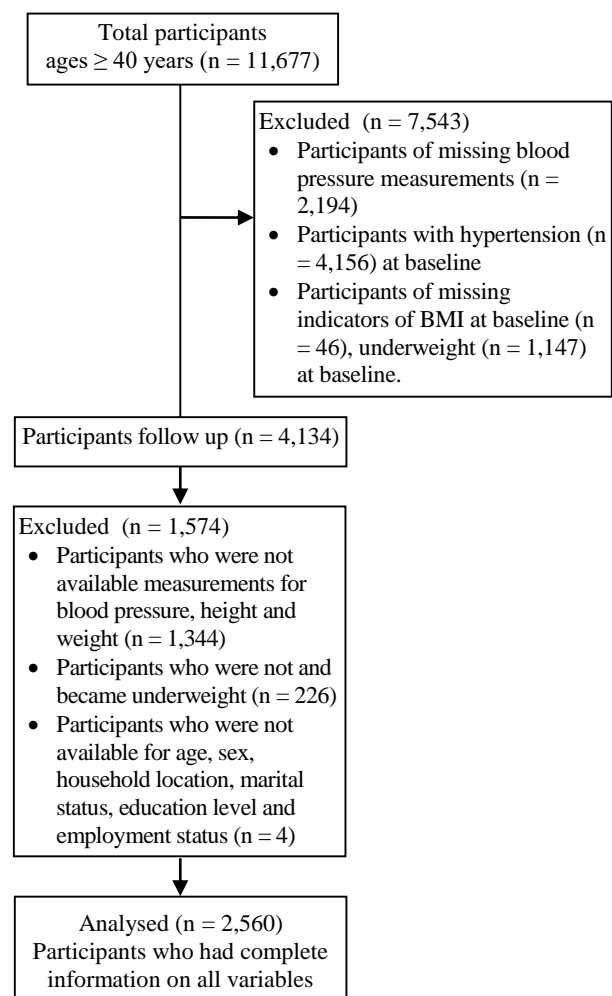 Total participants
ages ≥ 40 years (n = 11,677)
Excluded (n = 7,543)
• Participants of missing blood
pressure measurements (n =
2,194)
• Participants with hypertension (n
= 4,156) at baseline
• Participants of missing
indicators of BMI at baseline (n
= 46), underweight (n = 1,147)
at baseline.
Participants follow up (n = 4,134)
Excluded (n = 1,574)
• Participants who were not
available measurements for
blood pressure, height and
weight (n = 1,344)
• Participants who were not and
became underweight (n = 226)
• Participants who were not
available for age, sex,
household location, marital
status, education level and
employment status (n = 4)
Analysed (n = 2,560)
Participants who had complete
information on all variables